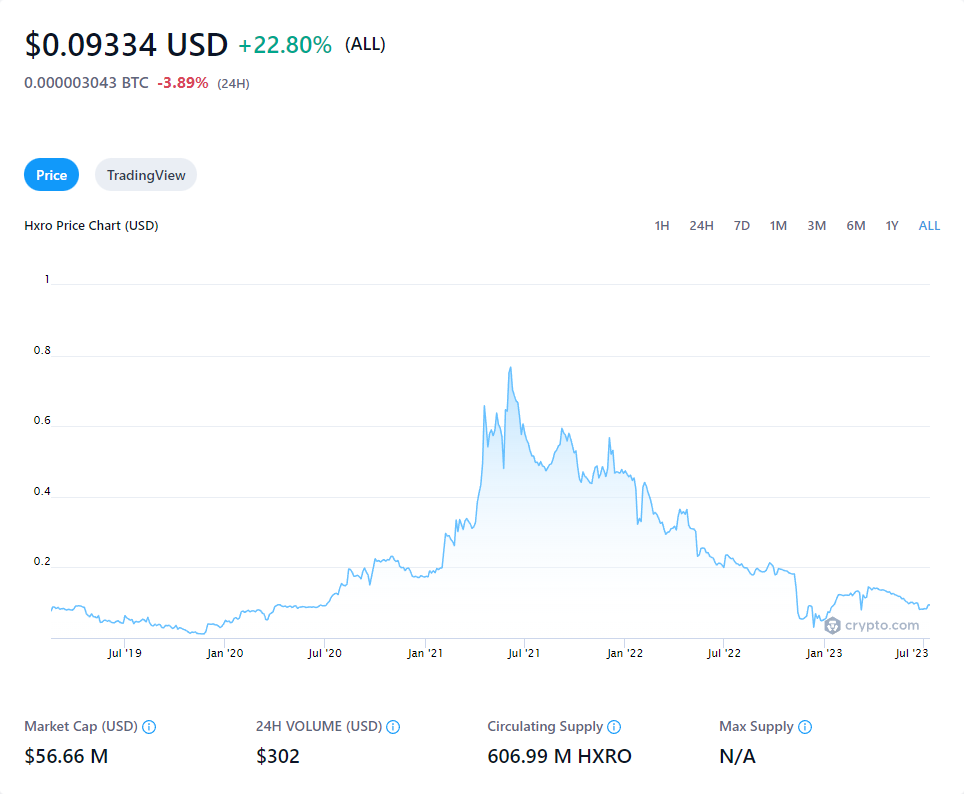 $0.09334 USD +22.80% (ALL)
0.000003043 BTC -3.89% (24H)
Price TradingView
Hxro Price Chart (USD) 1H 24H 7D 1M 3M 6M 1Y ALL
1
0.8
0.6
0.4
0.2
crypto.com
Jul '19 Jan '20 Jul '20 Jan '21 Jul '21 Jan '22 Jul '22 Jan '23 Jul '23
Market Cap (USD) 24H VOLUME (USD) Circulating Supply Max Supply
$56.66 M $302 606.99 M HXRO N/A